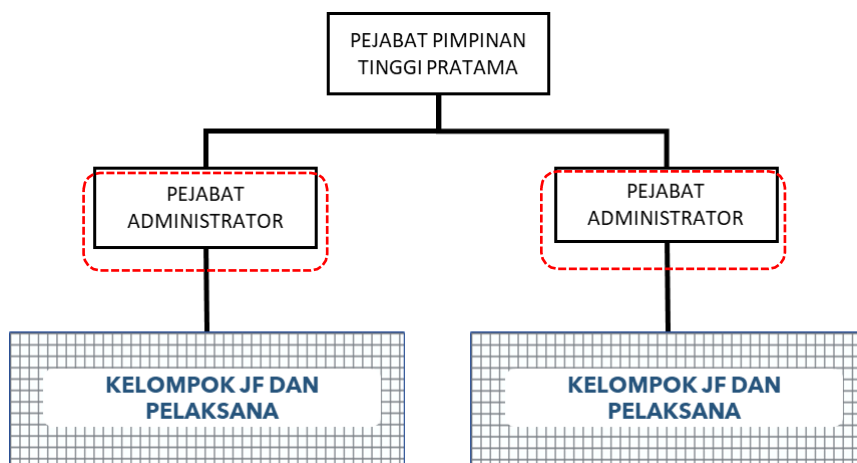 PEJABAT PIMPINAN
TINGGI PRATAMA
PEJABAT
ADMINISTRATOR
PEJABAT
ADMINISTRATOR
KELOMPOK JF DAN
PELAKSANA
KELOMPOK JF DAN
PELAKSANA